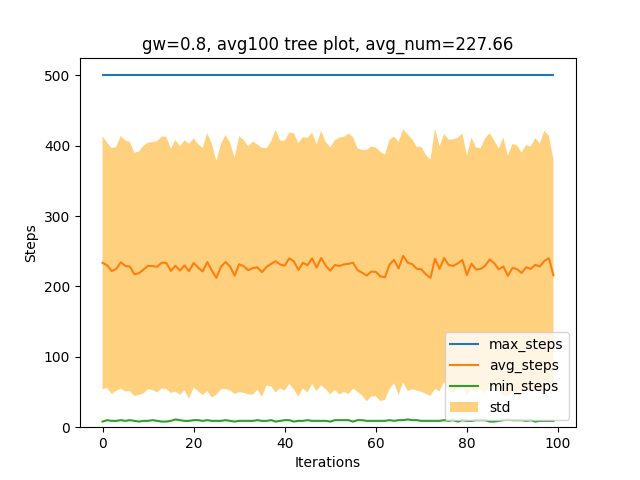 gw=0.8, avg100 tree plot, avg_num=227.66
500
400
300
200
100
0
Steps
max_steps
avg_steps
min_steps
std
0
20
40
60
80
100
Iterations